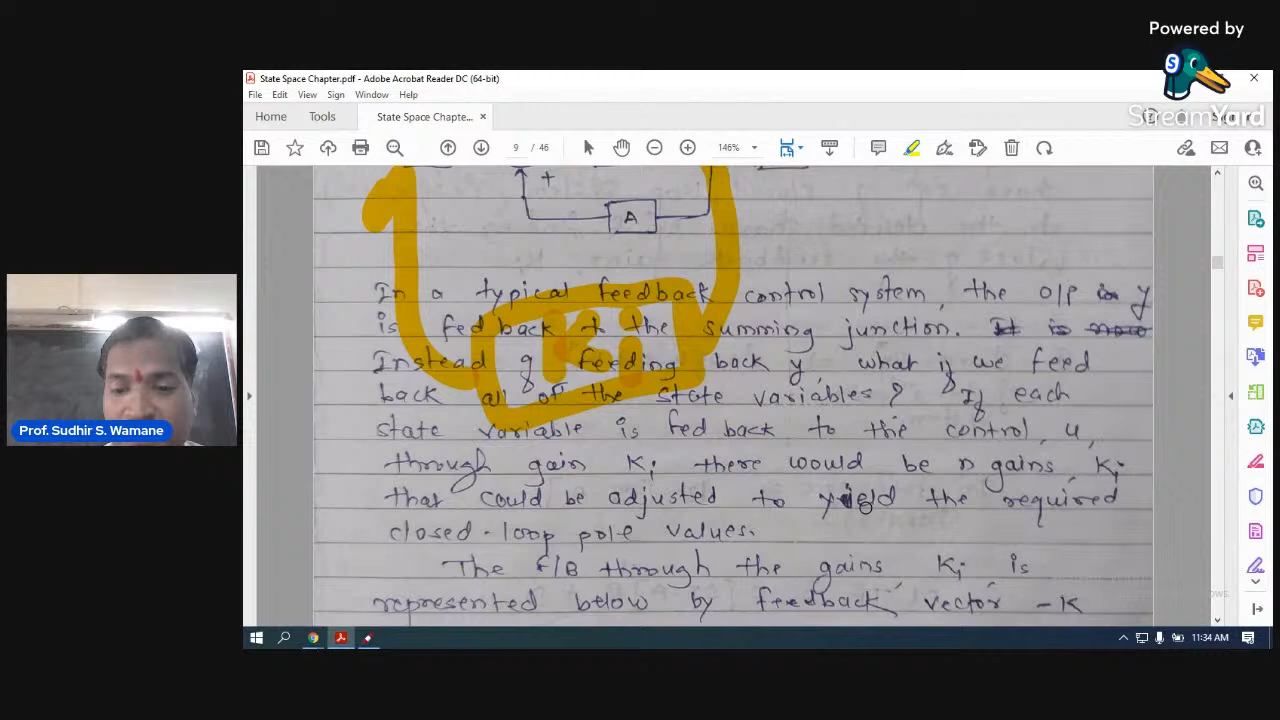 Powered by
StreamYard
State Space Chapter.pdf - Adobe Acrobat Reader DC (64-bit)
File Edit View Sign Window Help
Home Tools State Space Chapte... ×
9 / 46 146%
+
A
In a typical feedback control system, the O/P y
is fed back to the summing junction.
Instead of feeding back y, what if we feed
back all of the state variables? If each
state variable is fed back to the control, u,
through gain Ki there would be n gains, Ki
that could be adjusted to yield the required
closed-loop pole values.
The F/B through the gains, Ki, is
represented below by feedback vector -K
Ki
Prof. Sudhir S. Wamane
11:34 AM